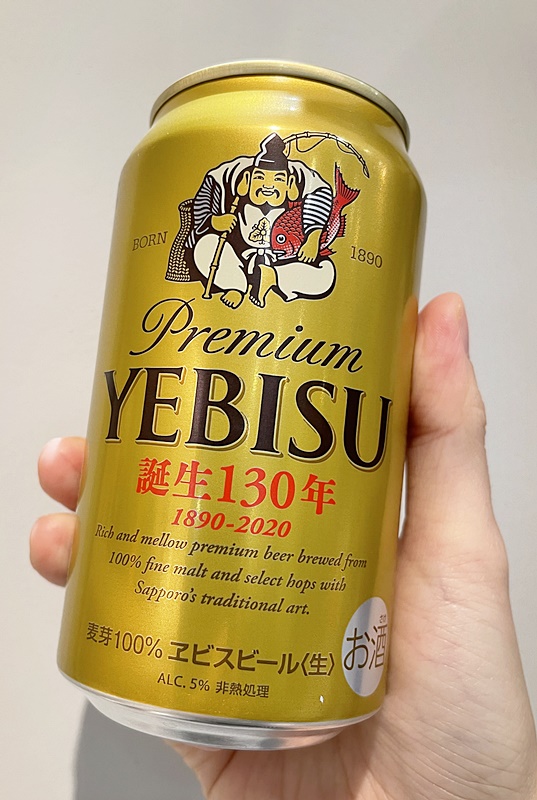 BORN 1890
Premium
YEBISU
誕生130年
1890-2020
Rich and mellow premium beer brewed from
100% fine malt and select hops with
Sapporo's traditional art.
麦芽100% ヱビスビール〈生〉
お酒
ALC. 5% 非熱処理